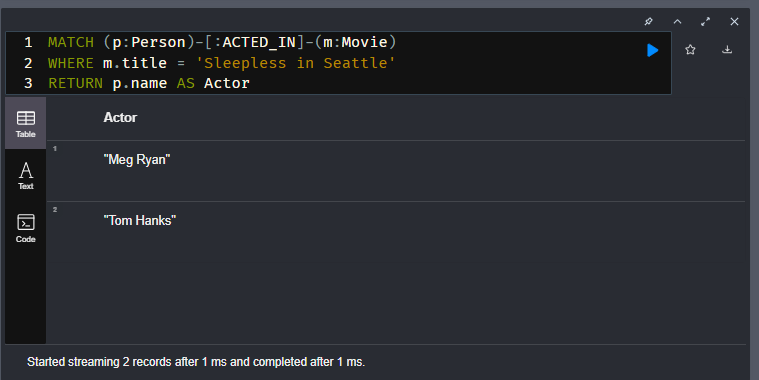 1 MATCH (p:Person)-[:ACTED_IN]-(m:Movie)
2 WHERE m.title = 'Sleepless in Seattle'
3 RETURN p.name AS Actor
Table
Actor
1
"Meg Ryan"
Text
2
"Tom Hanks"
Code
Started streaming 2 records after 1 ms and completed after 1 ms.